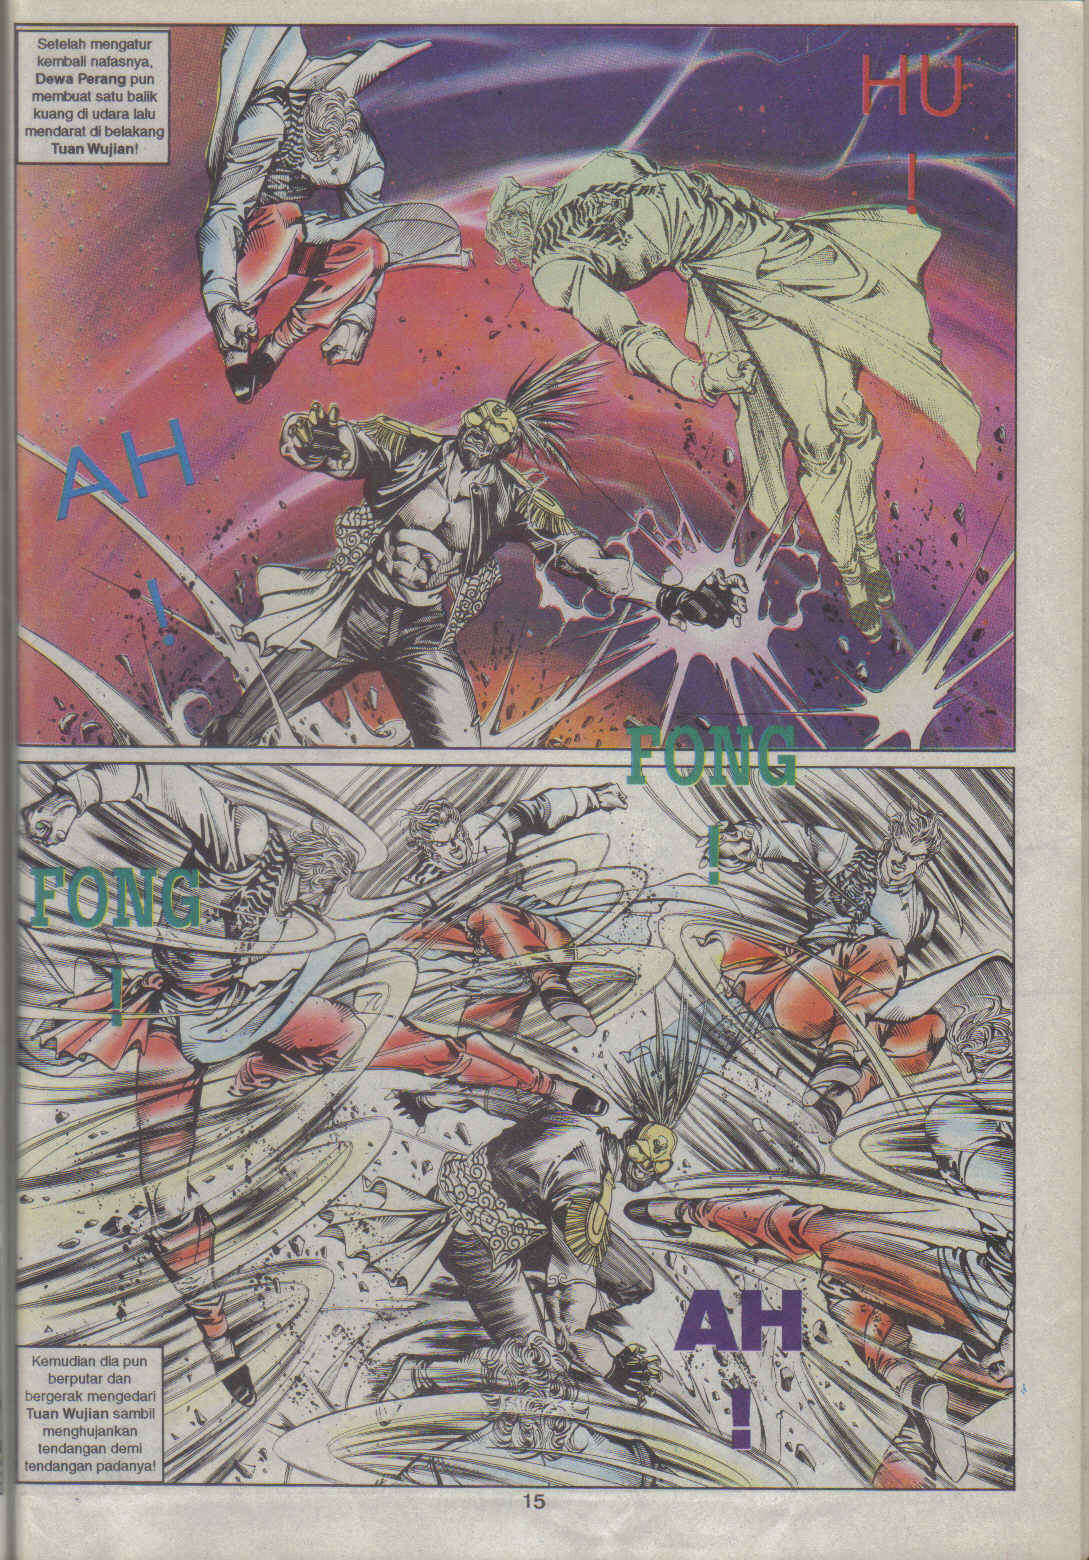 Setelah mengatur
kembali nafasnya,
Dewa Perang pun
membuat satu balik
kuang di udara lalu
mendarat di belakang
Tuan Wujian!
HU
!
AH
!
FONG
!
FONG
!
AH
!
Kemudian dia pun
berputar dan
bergerak mengedari
Tuan Wujian sambil
menghujankan
tendangan demi
tendangan padanya!
15